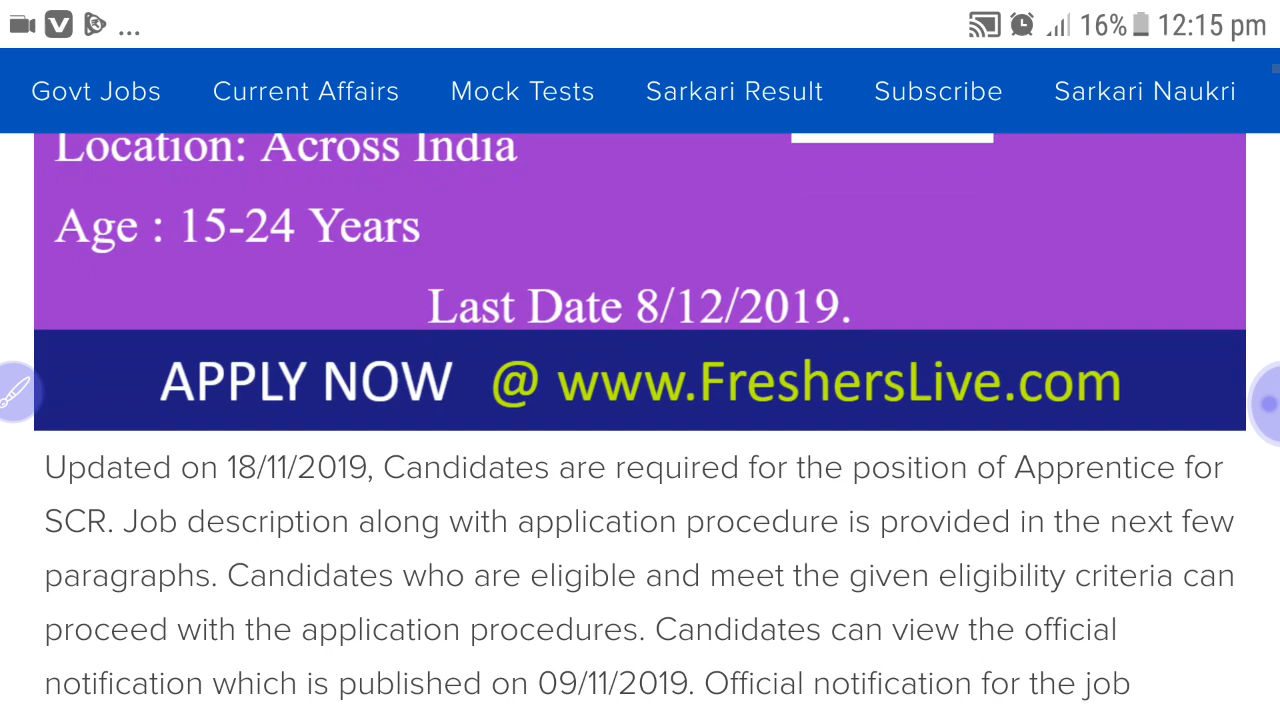 V ... 16% 12:15 pm
Govt Jobs Current Affairs Mock Tests Sarkari Result Subscribe Sarkari Naukri
Location: Across India
Age : 15-24 Years
Last Date 8/12/2019.
APPLY NOW @ www.FreshersLive.com
Updated on 18/11/2019, Candidates are required for the position of Apprentice for
SCR. Job description along with application procedure is provided in the next few
paragraphs. Candidates who are eligible and meet the given eligibility criteria can
proceed with the application procedures. Candidates can view the official
notification which is published on 09/11/2019. Official notification for the job